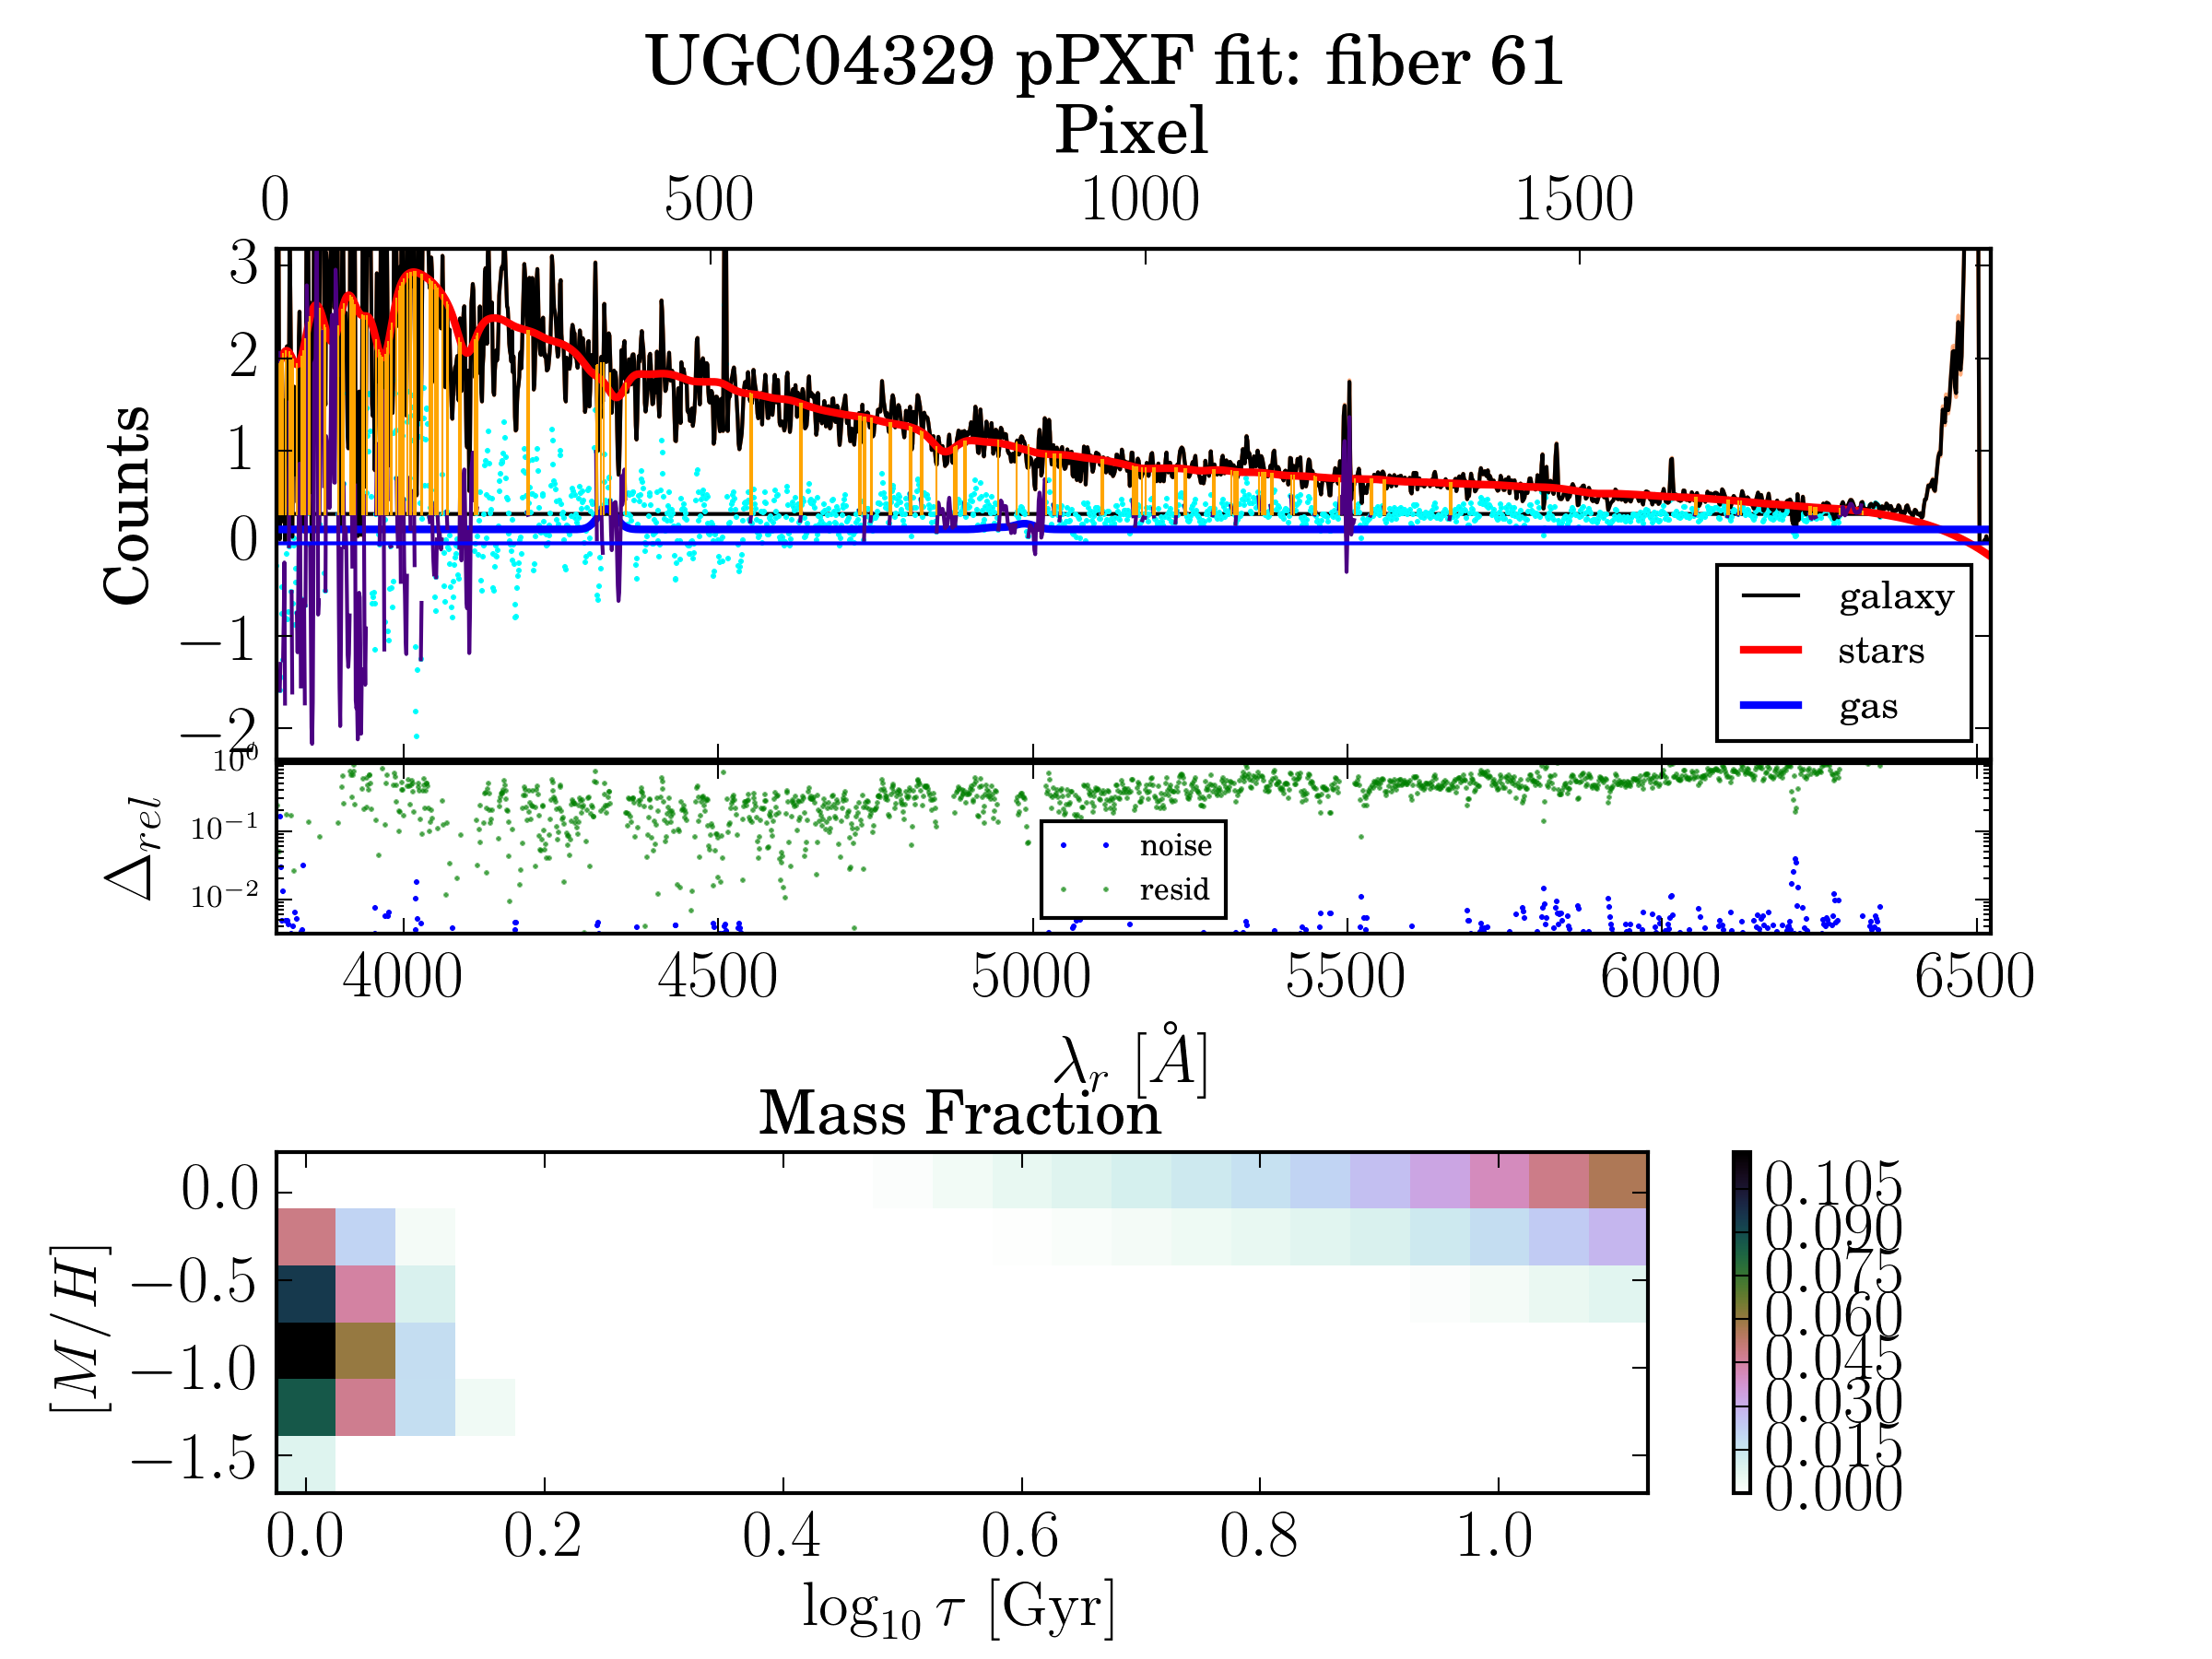 UGC04329 pPXF fit: fiber 61
Pixel
0 500 1000 1500
3
2
1
0
−1
−2
Counts
galaxy
stars
gas
10⁰
10⁻¹
10⁻²
Δ_rel
noise
resid
4000 4500 5000 5500 6000 6500
λ_r [Å]
Mass Fraction
0.0
−0.5
−1.0
−1.5
[M/H]
0.105
0.090
0.075
0.060
0.045
0.030
0.015
0.000
0.0 0.2 0.4 0.6 0.8 1.0
log₁₀ τ [Gyr]